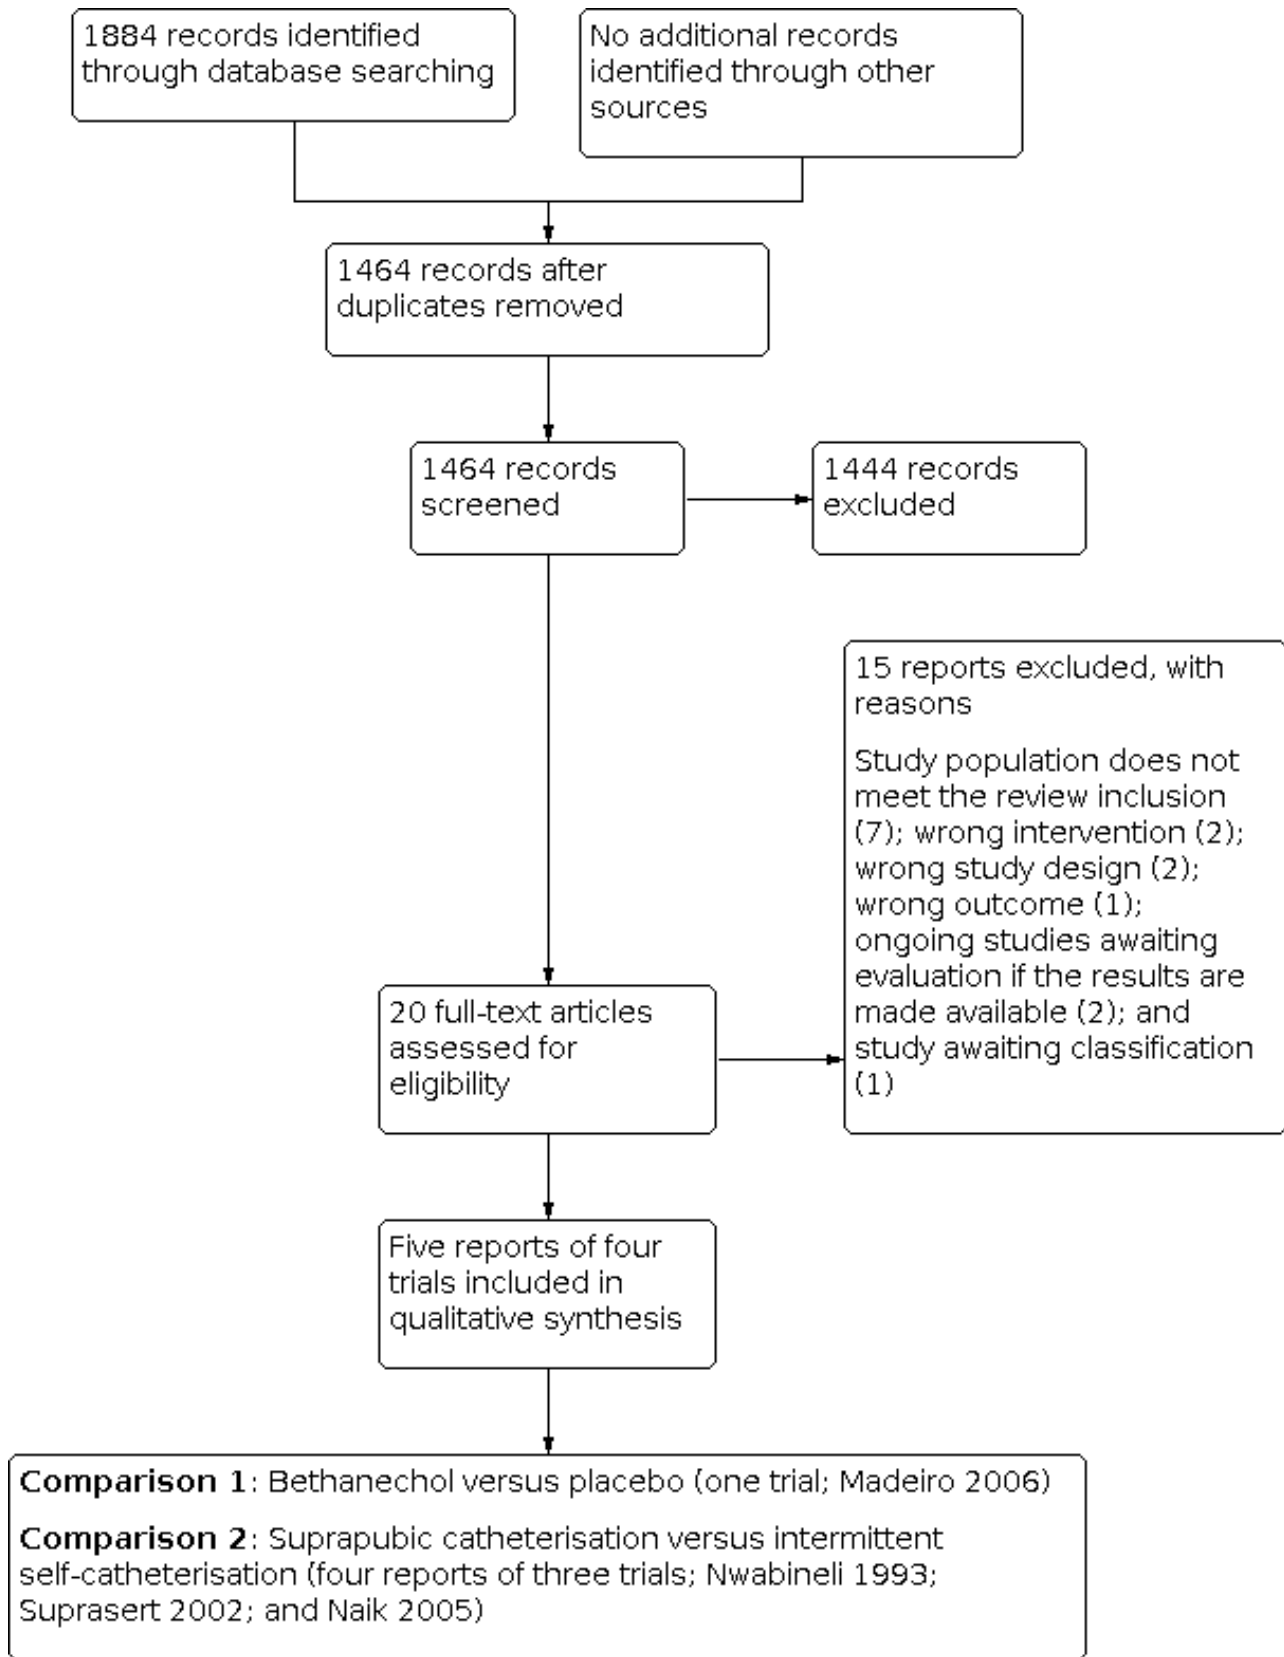 1884 records identified
through database searching
No additional records
identified through other
sources
1464 records after
duplicates removed
1464 records
screened
1444 records
excluded
15 reports excluded, with
reasons
Study population does not
meet the review inclusion
(7); wrong intervention (2);
wrong study design (2);
wrong outcome (1);
ongoing studies awaiting
evaluation if the results are
made available (2); and
study awaiting classification
(1)
20 full-text articles
assessed for
eligibility
Five reports of four
trials included in
qualitative synthesis
Comparison 1: Bethanechol versus placebo (one trial; Madeiro 2006)
Comparison 2: Suprapubic catheterisation versus intermittent
self-catheterisation (four reports of three trials; Nwabineli 1993;
Suprasert 2002; and Naik 2005)